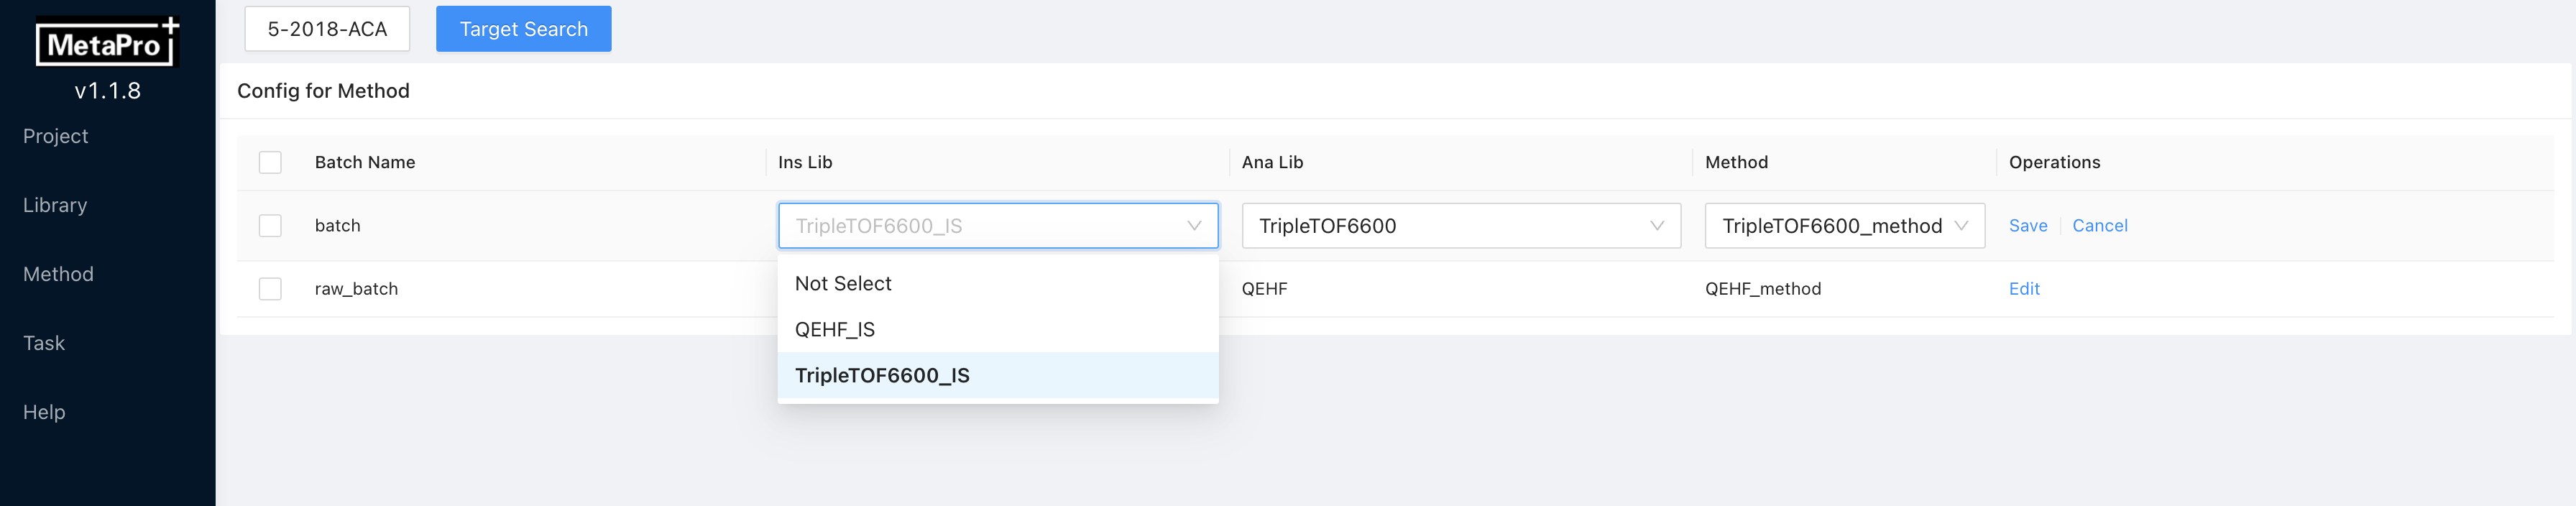 MetaPro
v1.1.8
Project
Library
Method
Task
Help
5-2018-ACA
Target Search
Config for Method
Batch Name Ins Lib Ana Lib Method Operations
batch TripleTOF6600_IS TripleTOF6600 TripleTOF6600_method Save Cancel
Not Select
raw_batch QEHF QEHF_method Edit
QEHF_IS
TripleTOF6600_IS